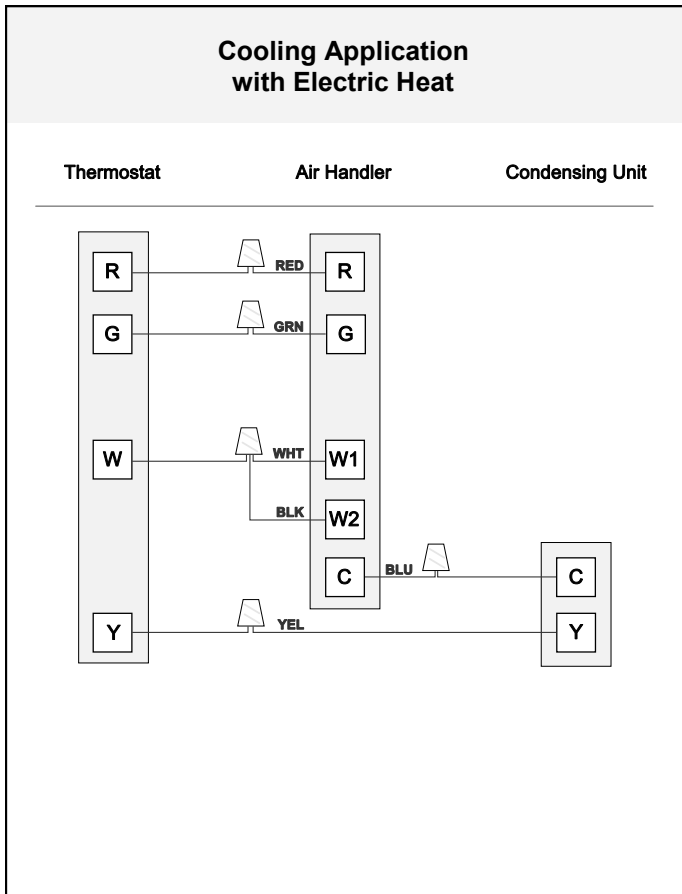 Cooling Application
with Electric Heat
Thermostat Air Handler Condensing Unit
R RED R
G GRN G
W WHT W1
BLK W2
C BLU C
Y YEL Y